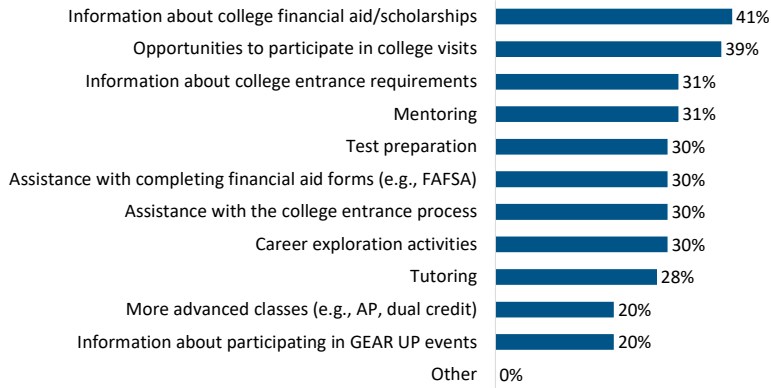 Information about college financial aid/scholarships 41%
Opportunities to participate in college visits 39%
Information about college entrance requirements 31%
Mentoring 31%
Test preparation 30%
Assistance with completing financial aid forms (e.g., FAFSA) 30%
Assistance with the college entrance process 30%
Career exploration activities 30%
Tutoring 28%
More advanced classes (e.g., AP, dual credit) 20%
Information about participating in GEAR UP events 20%
Other 0%